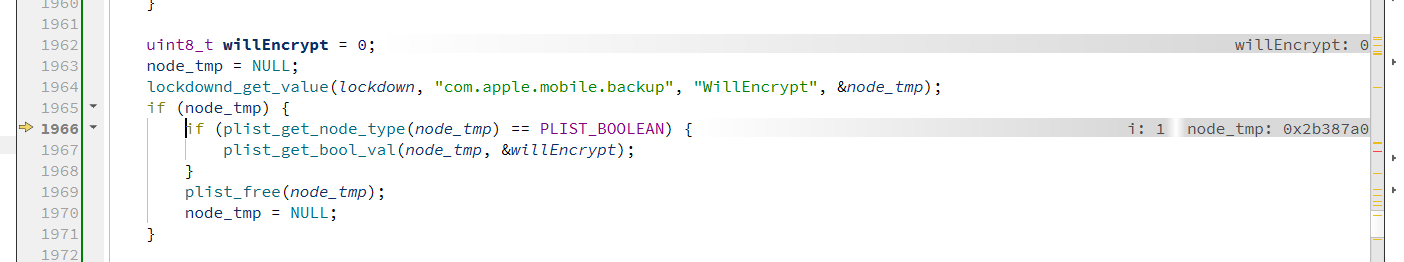 1960 }
1961
1962 uint8_t willEncrypt = 0; willEncrypt: 0
1963 node_tmp = NULL;
1964 lockdownd_get_value(lockdown, "com.apple.mobile.backup", "WillEncrypt", &node_tmp);
1965 if (node_tmp) {
1966 if (plist_get_node_type(node_tmp) == PLIST_BOOLEAN) { i: 1 node_tmp: 0x2b387a0
1967 plist_get_bool_val(node_tmp, &willEncrypt);
1968 }
1969 plist_free(node_tmp);
1970 node_tmp = NULL;
1971 }
1972